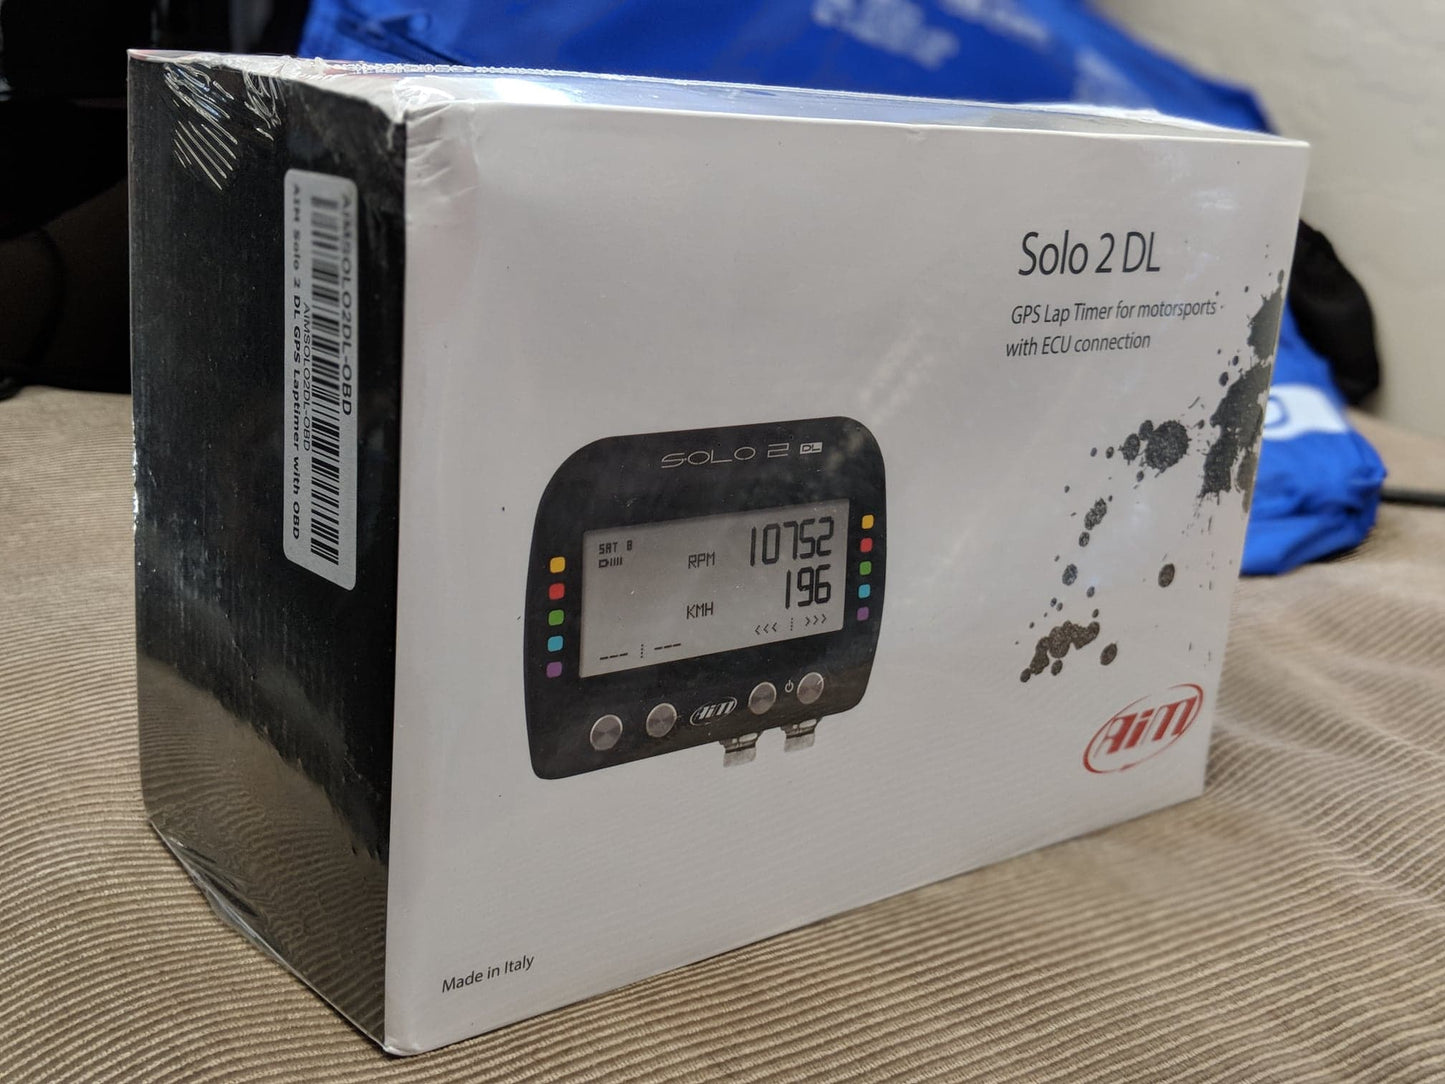 AIMSOLO2DL-OBD
AIMSOLO2DL-OBD
AIM Solo 2 DL GPS Laptimer with OBD
Solo 2 DL
GPS Lap Timer for motorsports
with ECU connection
SOLO 2 DL
SAT 8
RPM 10752
KMH 196
<<< >>>
AiM
AiM
Made in Italy